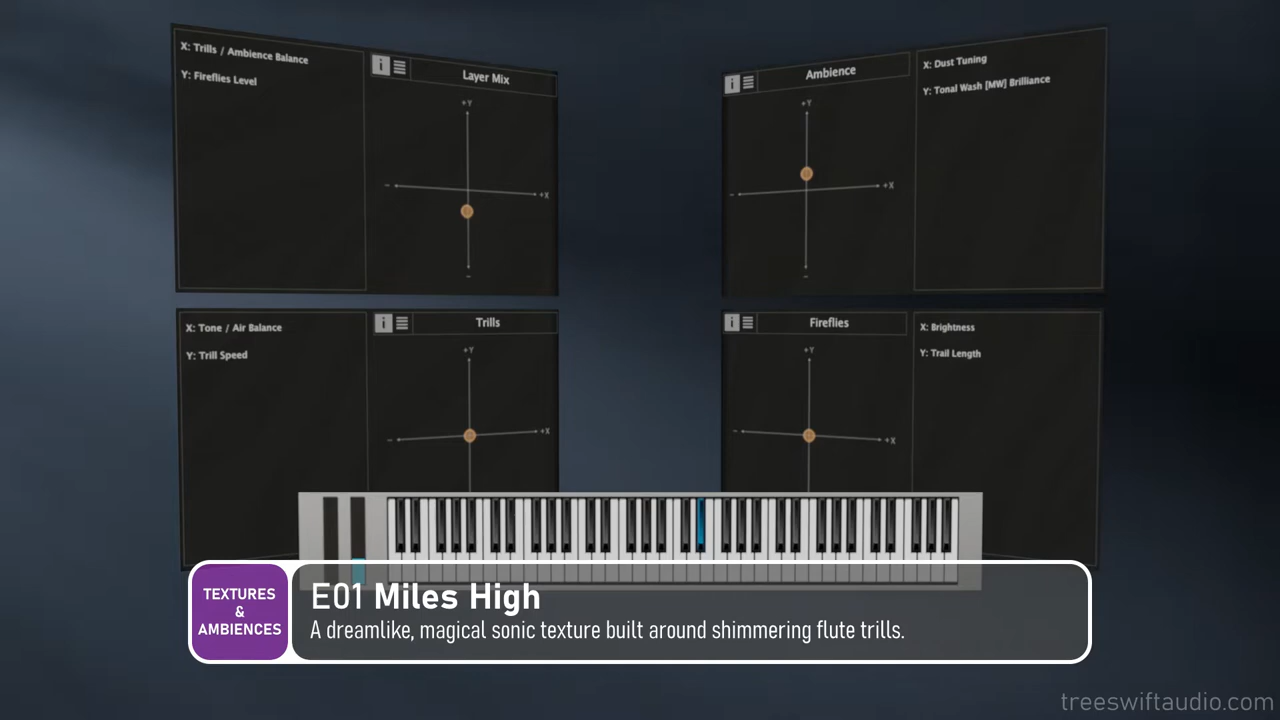 X: Trills / Ambience Balance
Y: Fireflies Level
i
Layer Mix
+Y
-
+X
-
i
Ambience
+Y
-
+X
-
X: Dust Tuning
Y: Tonal Wash [MW] Brilliance
X: Tone / Air Balance
Y: Trill Speed
i
Trills
+Y
-
+X
i
Fireflies
+Y
-
+X
X: Brightness
Y: Trail Length
TEXTURES
&
AMBIENCES
E01 Miles High
A dreamlike, magical sonic texture built around shimmering flute trills.
treeswiftaudio.com